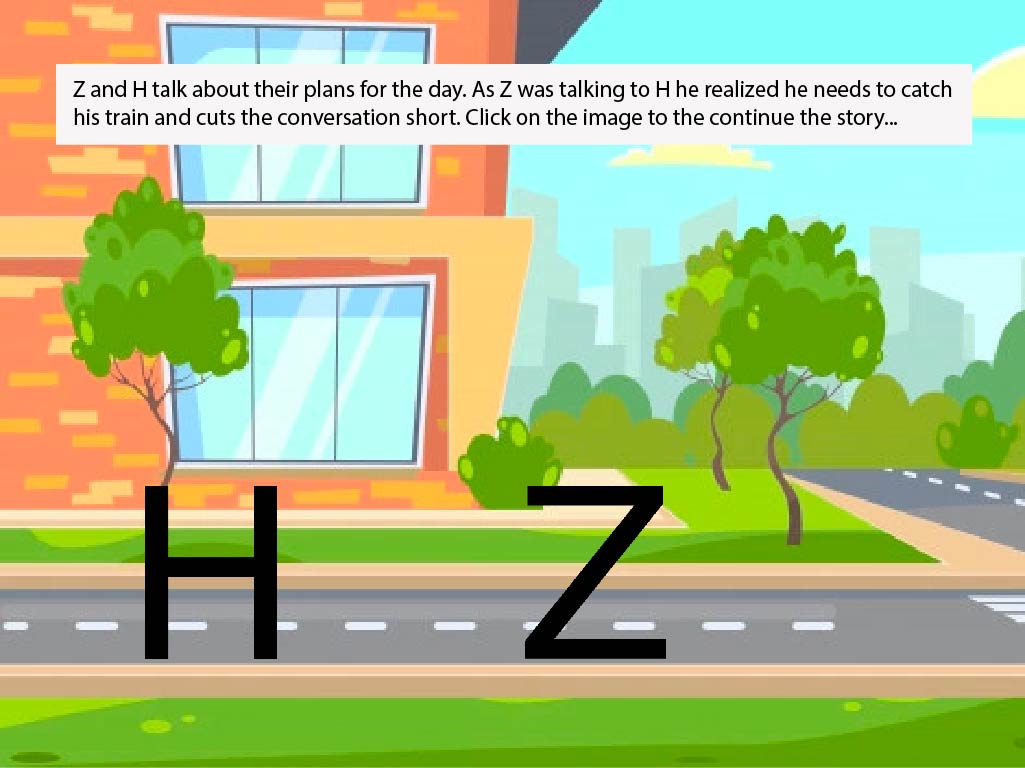 Z and H talk about their plans for the day. As Z was talking to H he realized he needs to catch
his train and cuts the conversation short. Click on the image to the continue the story...
H Z